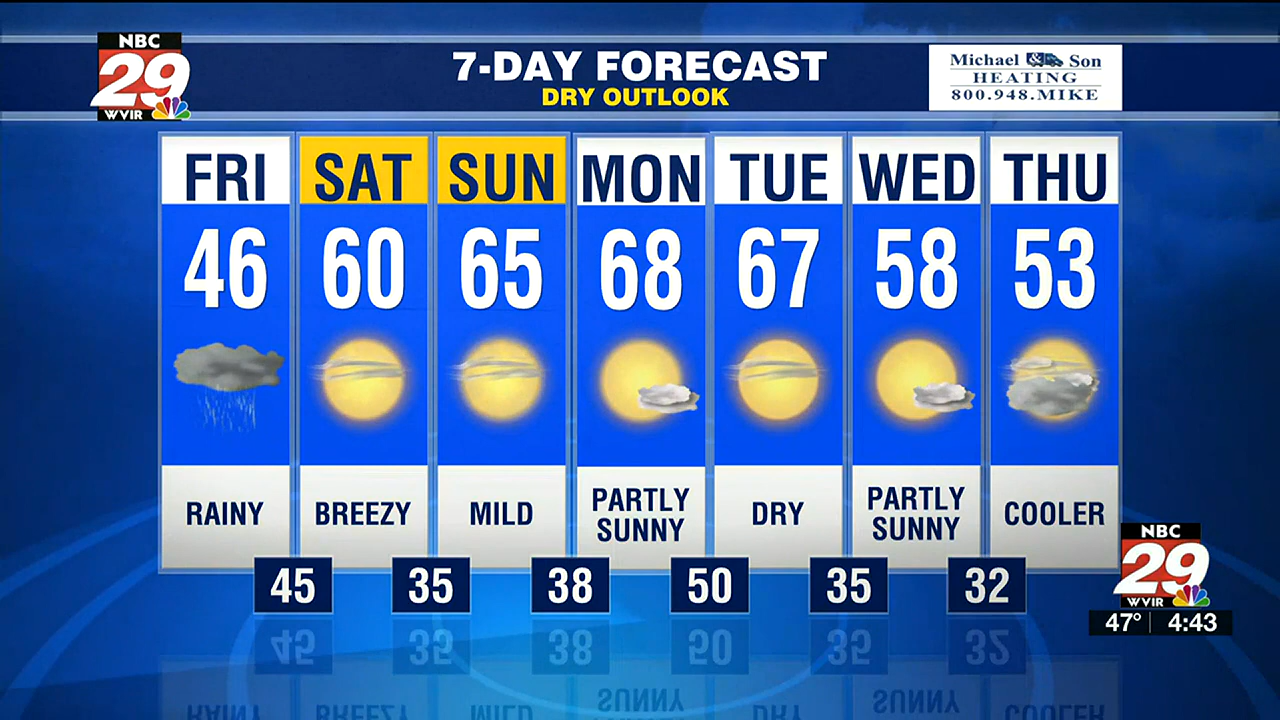 NBC
29
WVIR
7-DAY FORECAST
DRY OUTLOOK
Michael & Son
HEATING
800.948.MIKE
FRI SAT SUN MON TUE WED THU
46 60 65 68 67 58 53
RAINY BREEZY MILD PARTLY SUNNY DRY PARTLY SUNNY COOLER
45 35 38 50 35 32
NBC
29
WVIR
47° 4:43